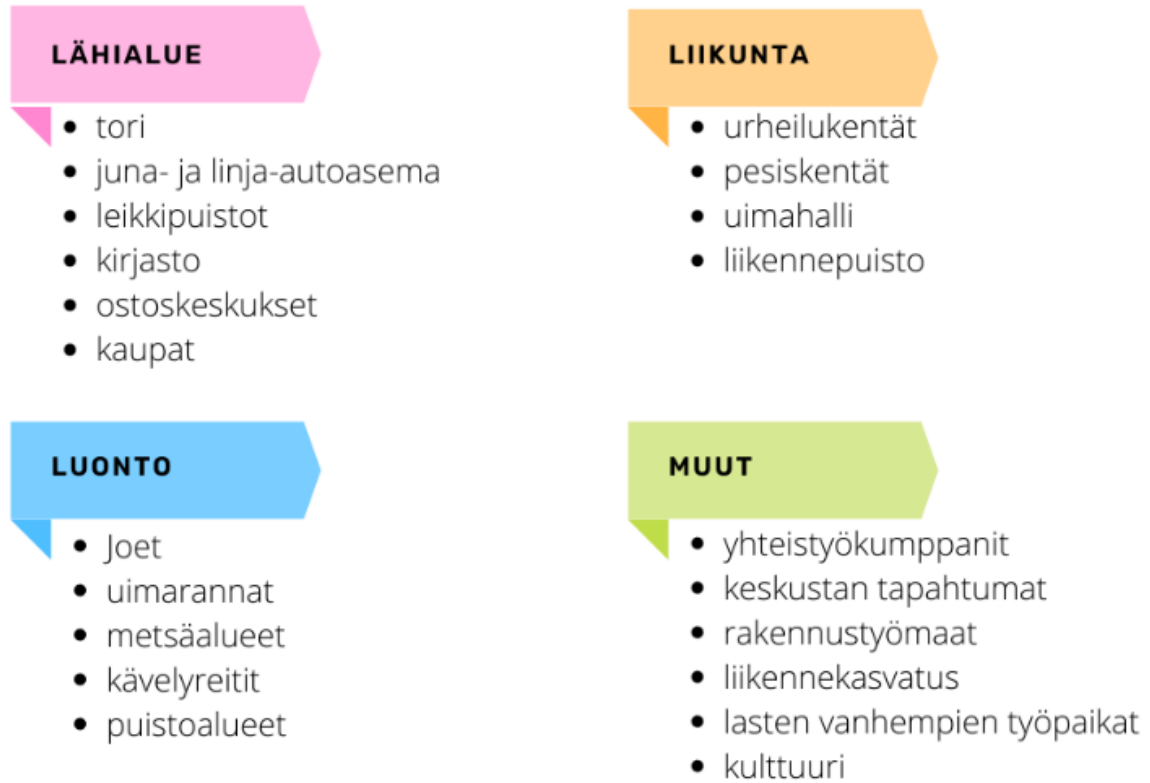 LÄHIALUE
• tori
• juna- ja linja-autoasema
• leikkipuistot
• kirjasto
• ostoskeskukset
• kaupat
LIIKUNTA
• urheilukentät
• pesiskentät
• uimahalli
• liikennepuisto
LUONTO
• Joet
• uimarannat
• metsäalueet
• kävelyreitit
• puistoalueet
MUUT
• yhteistyökumppanit
• keskustan tapahtumat
• rakennustyömaat
• liikennekasvatus
• lasten vanhempien työpaikat
• kulttuuri